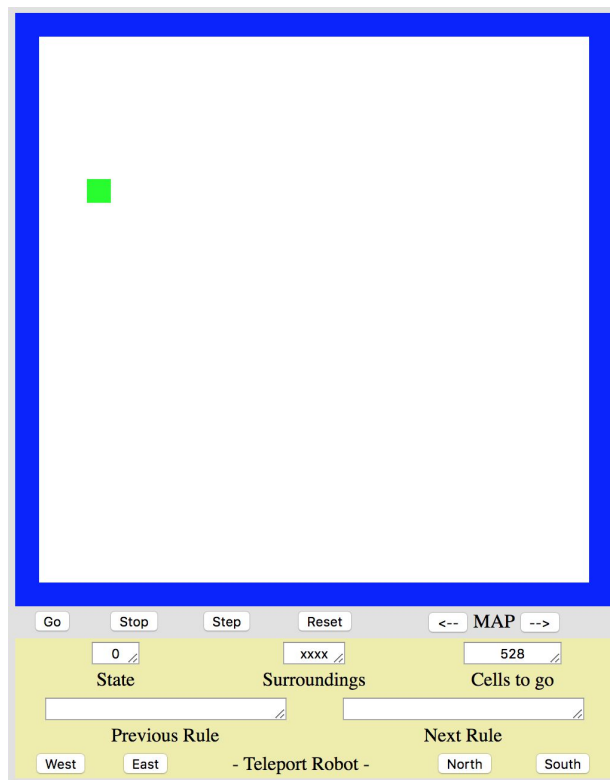 Go Stop Step Reset <-- MAP -->
0 xxxx 528
State Surroundings Cells to go
Previous Rule Next Rule
West East - Teleport Robot - North South